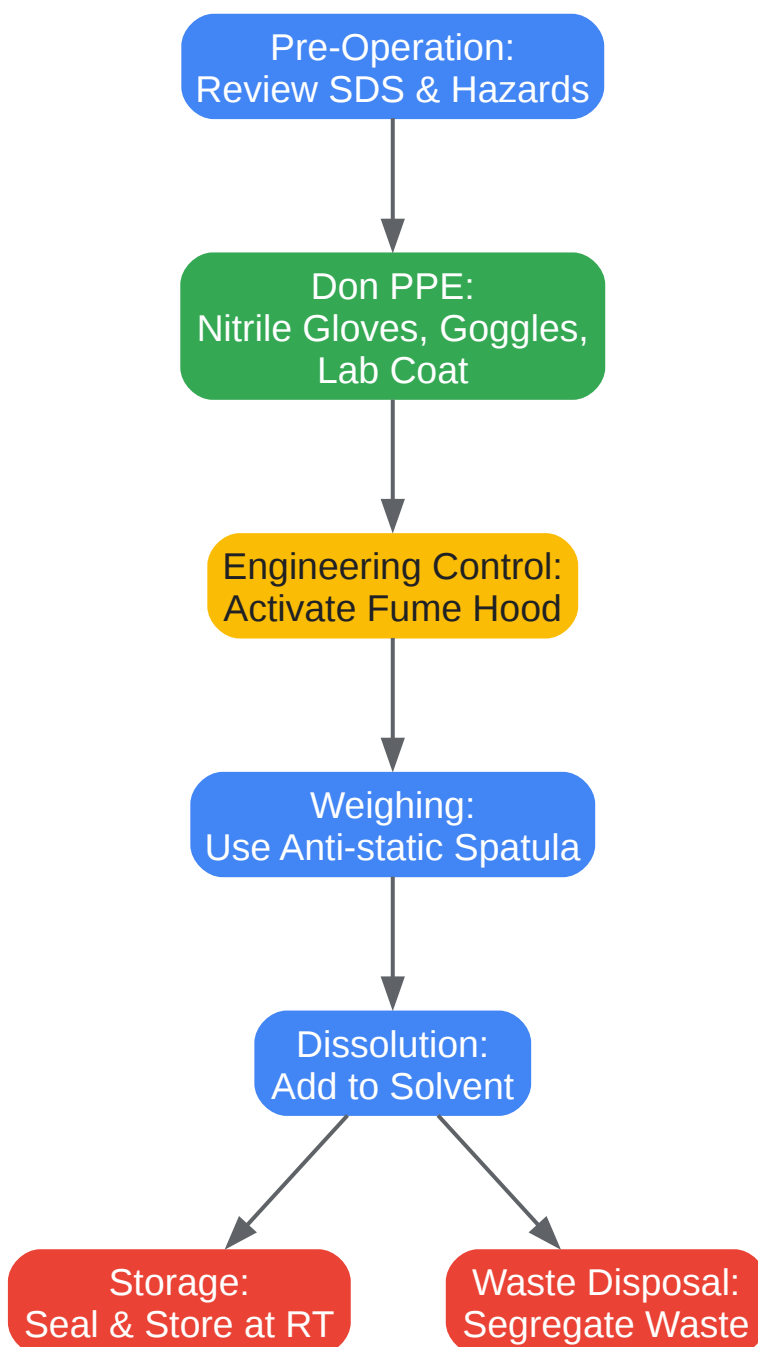 Pre-Operation:
Review SDS & Hazards
Don PPE:
Nitrile Gloves, Goggles,
Lab Coat
Engineering Control:
Activate Fume Hood
Weighing:
Use Anti-static Spatula
Dissolution:
Add to Solvent
Storage:
Seal & Store at RT
Waste Disposal:
Segregate Waste